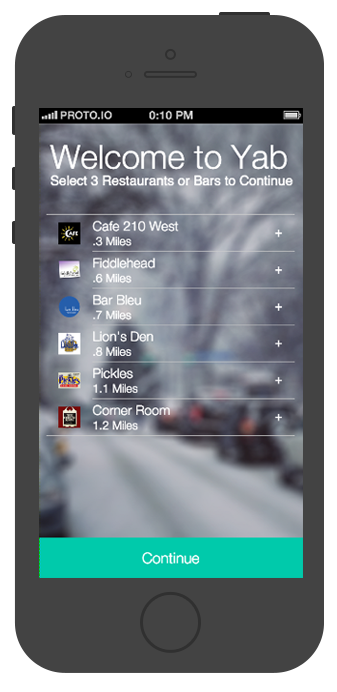 PROTO.IO 0:10 PM
Welcome to Yab
Select 3 Restaurants or Bars to Continue
CAFE
Cafe 210 West
.3 Miles
+
Fiddlehead
.6 Miles
+
Bar Bleu
.7 Miles
+
Lion's Den
.8 Miles
+
Pickles
1.1 Miles
+
Corner Room
1.2 Miles
+
Continue